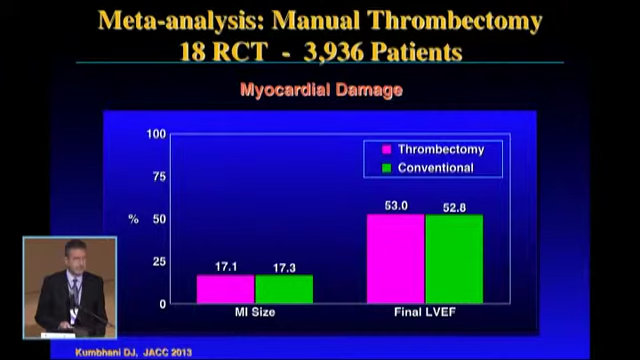 Meta-analysis: Manual Thrombectomy
18 RCT - 3,936 Patients
Myocardial Damage
100
75
%
50
25
0
Thrombectomy
Conventional
17.1
17.3
53.0
52.8
MI Size
Final LVEF
Kumbhani DJ, JACC 2013